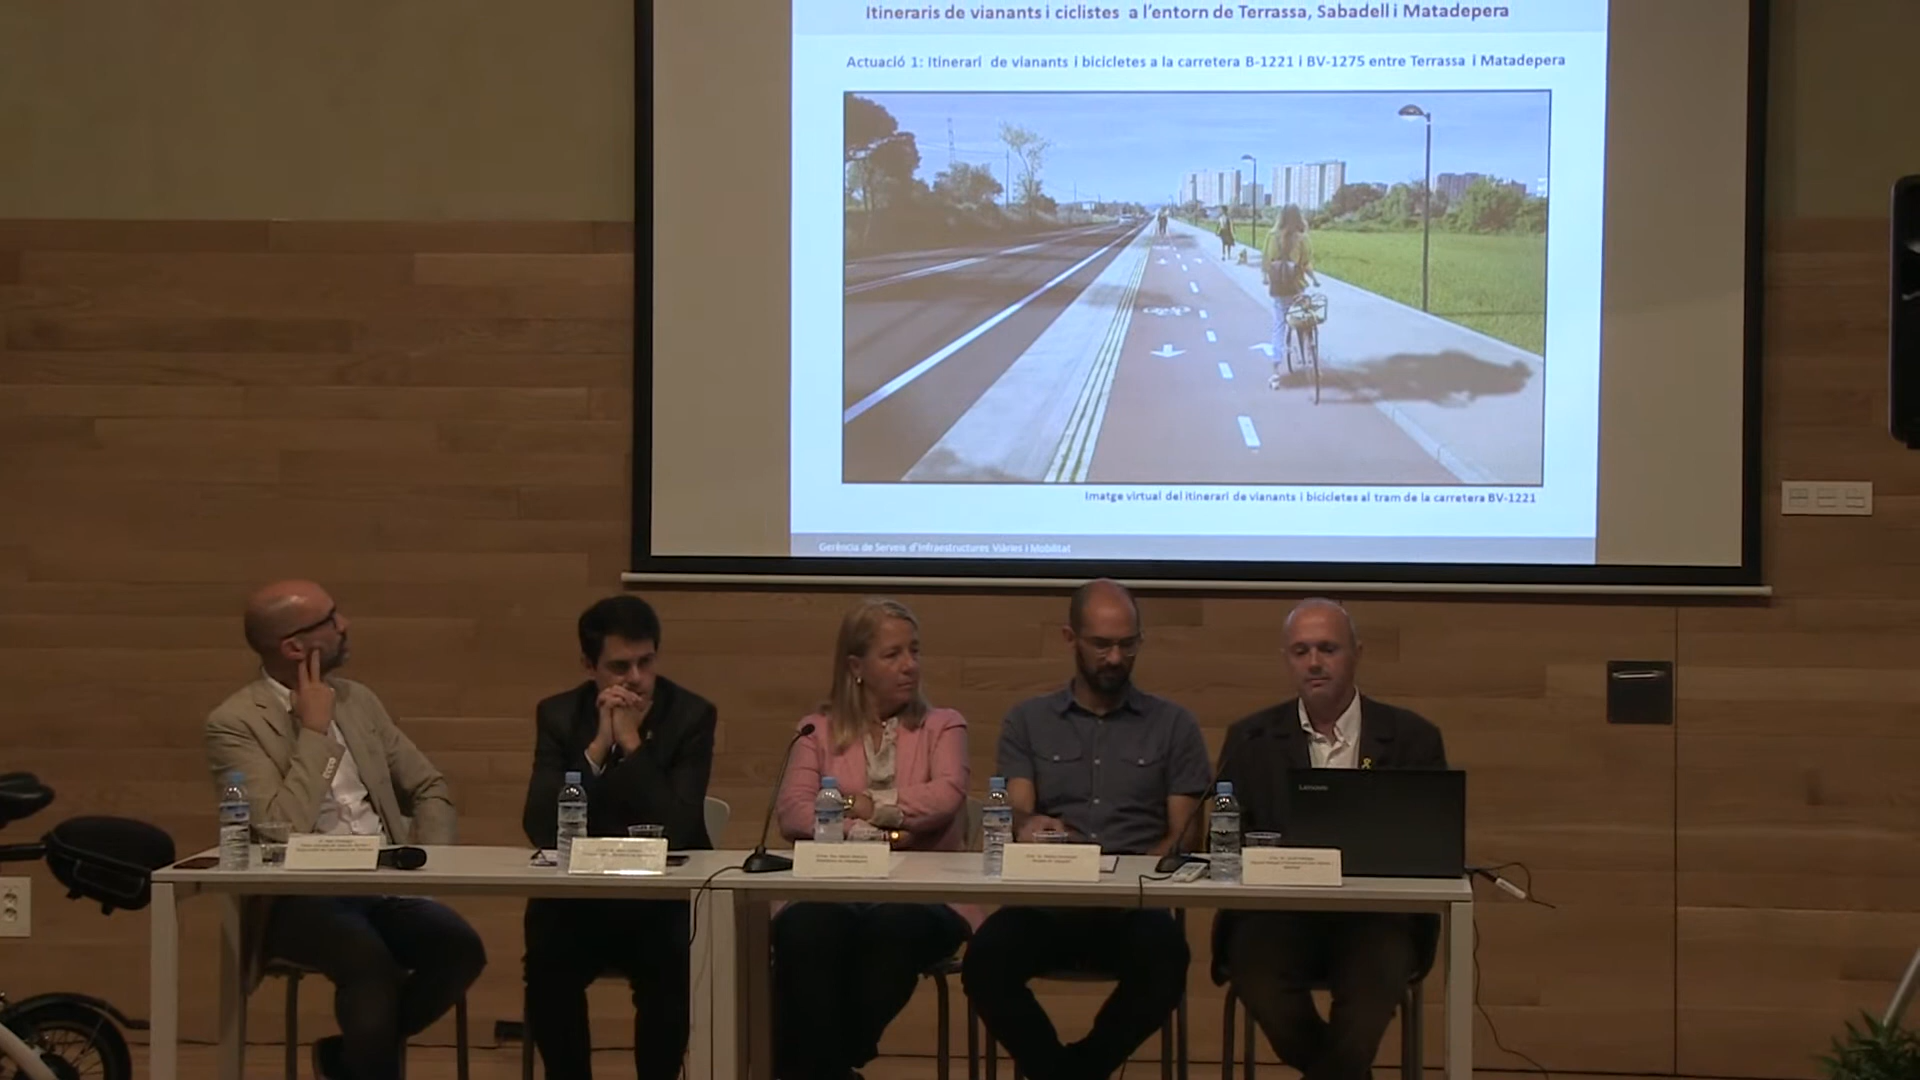 Itineraris de vianants i ciclistes a l'entorn de Terrassa, Sabadell i Matadepera
Actuació 1: Itinerari de vianants i bicicletes a la carretera B-1221 i BV-1275 entre Terrassa i Matadepera
Imatge virtual del itinerari de vianants i bicicletes al tram de la carretera BV-1221
Gerència de Serveis d'Infraestructures Viàries i Mobilitat
Lenovo